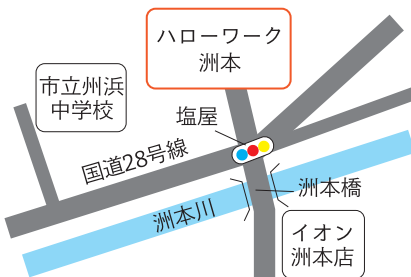 ハローワーク
洲本
市立州浜
中学校
塩屋
国道28号線
洲本橋
洲本川
イオン
洲本店